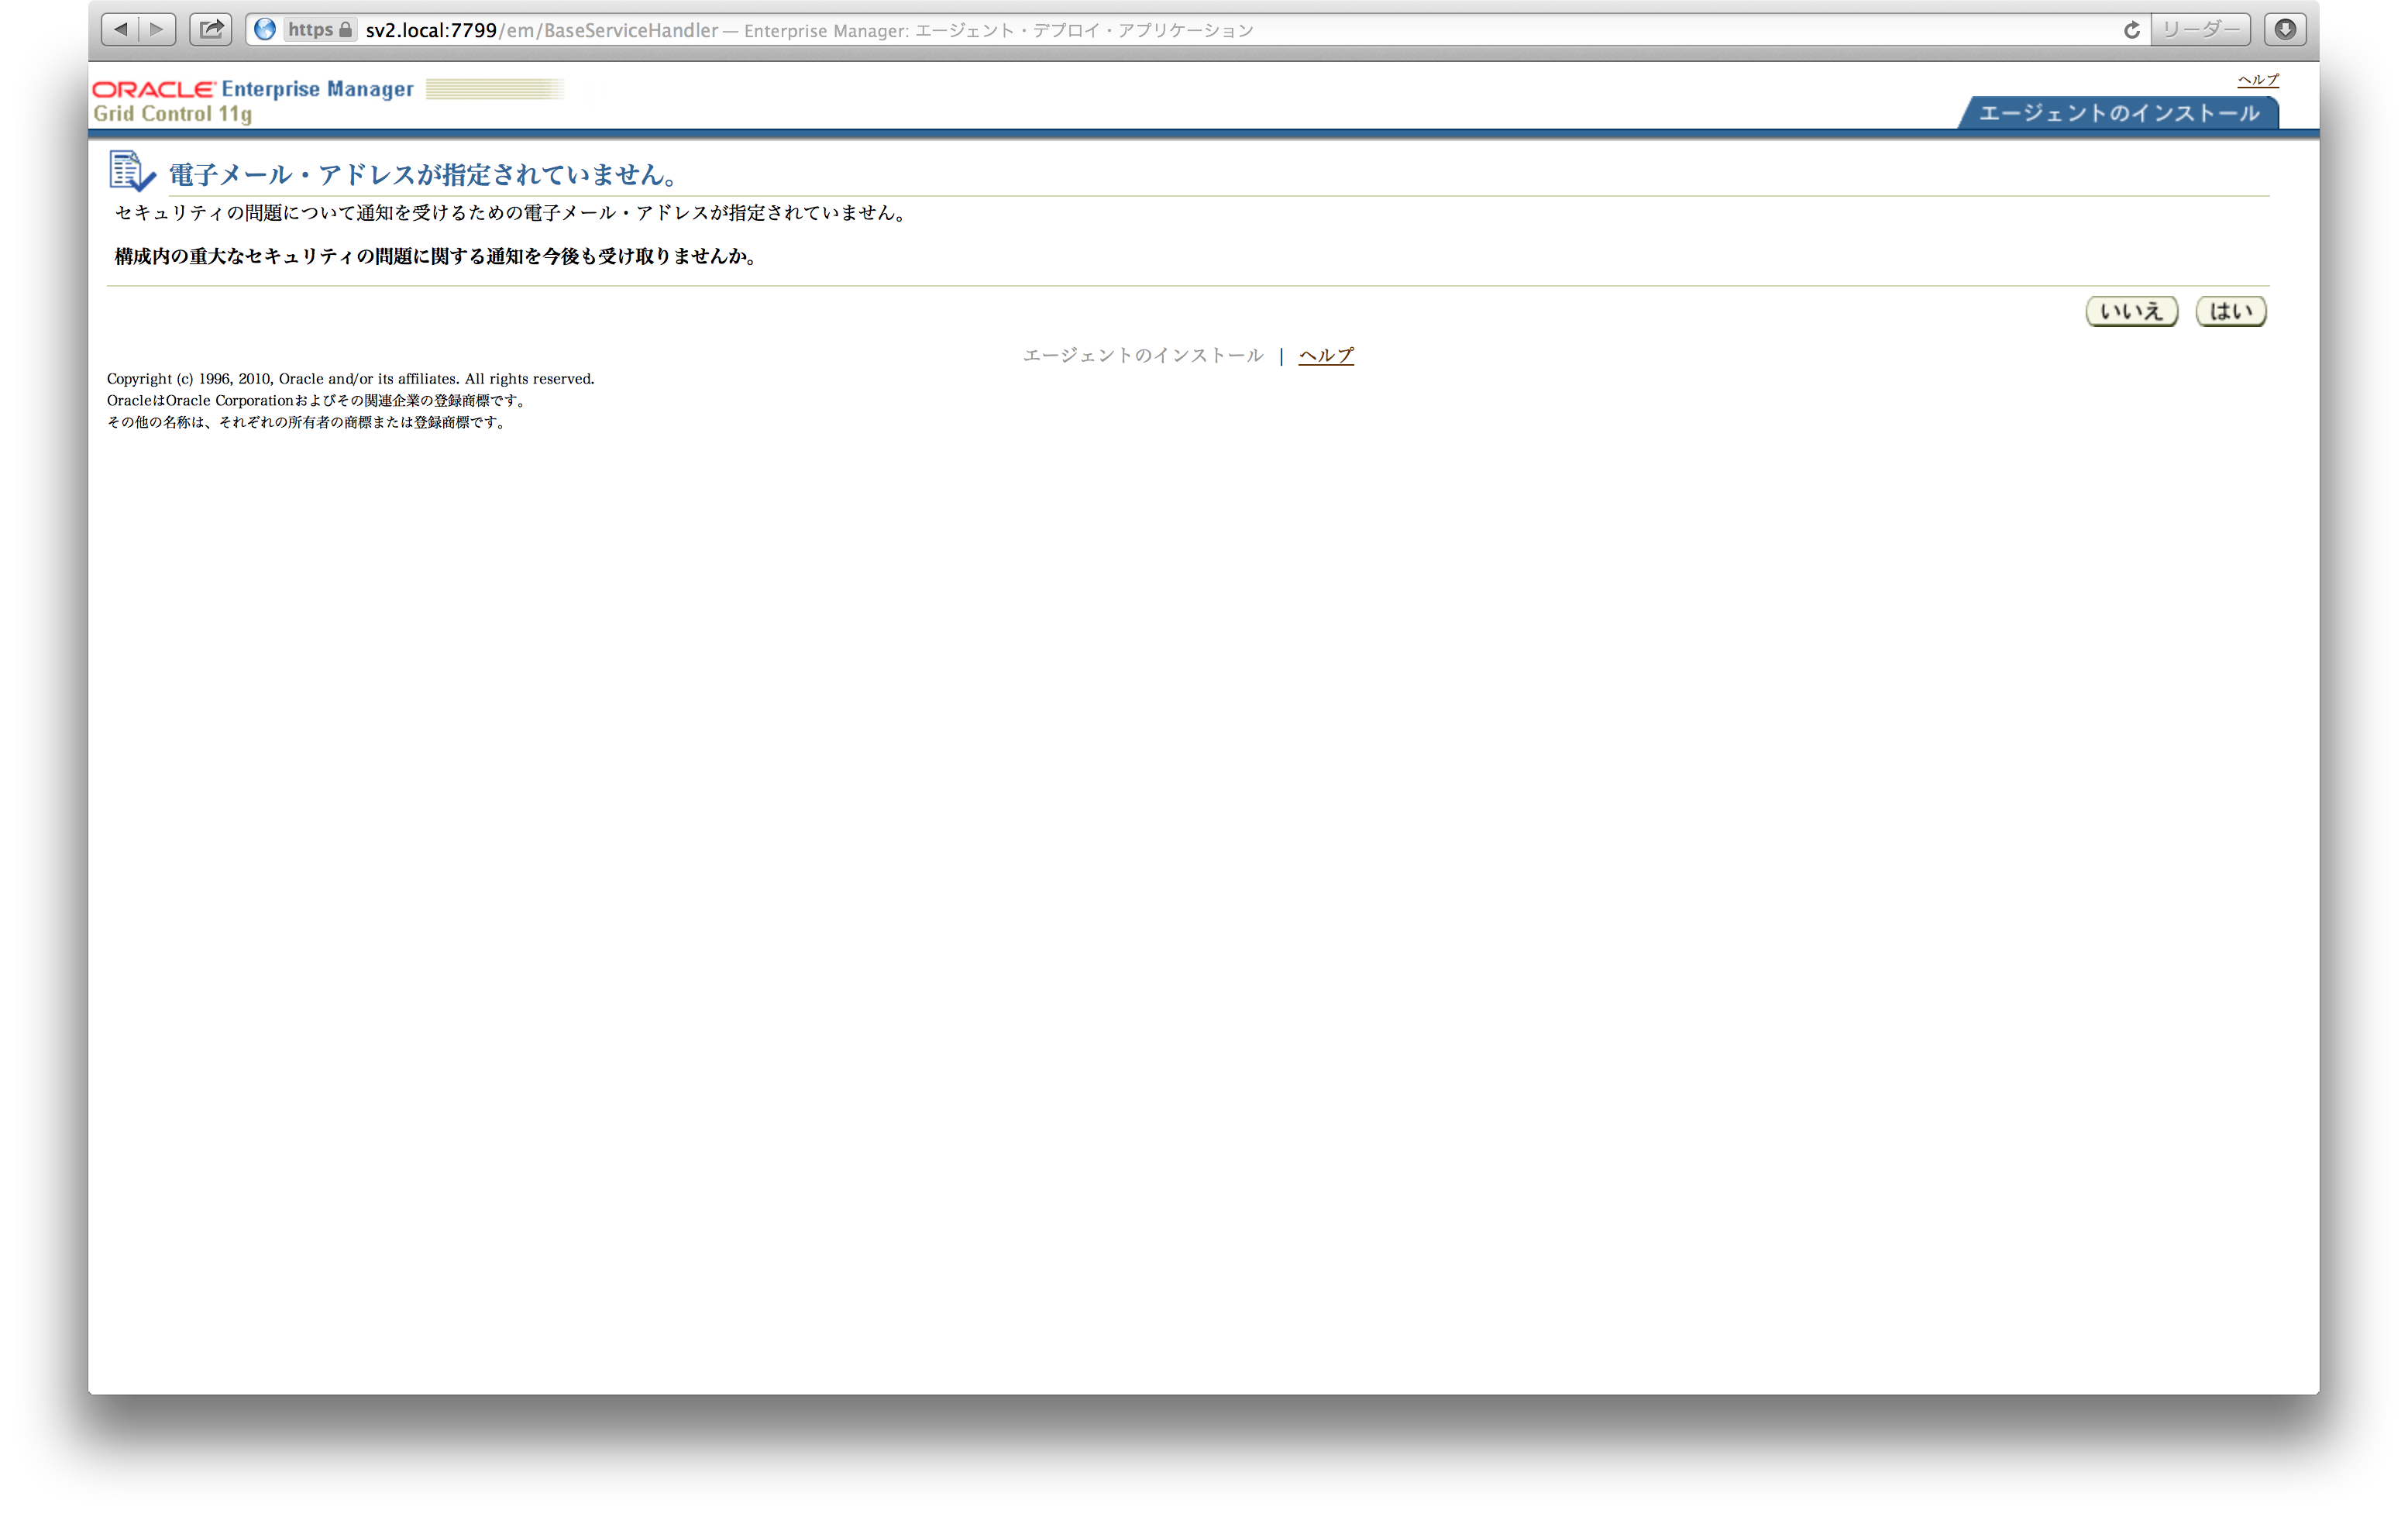 https sv2.local:7799/em/BaseServiceHandler — Enterprise Manager: エージェント・デプロイ・アプリケーション リーダー
ヘルプ
ORACLE Enterprise Manager
Grid Control 11g
エージェントのインストール
電子メール・アドレスが指定されていません。
セキュリティの問題について通知を受けるための電子メール・アドレスが指定されていません。
構成内の重大なセキュリティの問題に関する通知を今後も受け取りませんか。
いいえ はい
エージェントのインストール | ヘルプ
Copyright (c) 1996, 2010, Oracle and/or its affiliates. All rights reserved.
OracleはOracle Corporationおよびその関連企業の登録商標です。
その他の名称は、それぞれの所有者の商標または登録商標です。